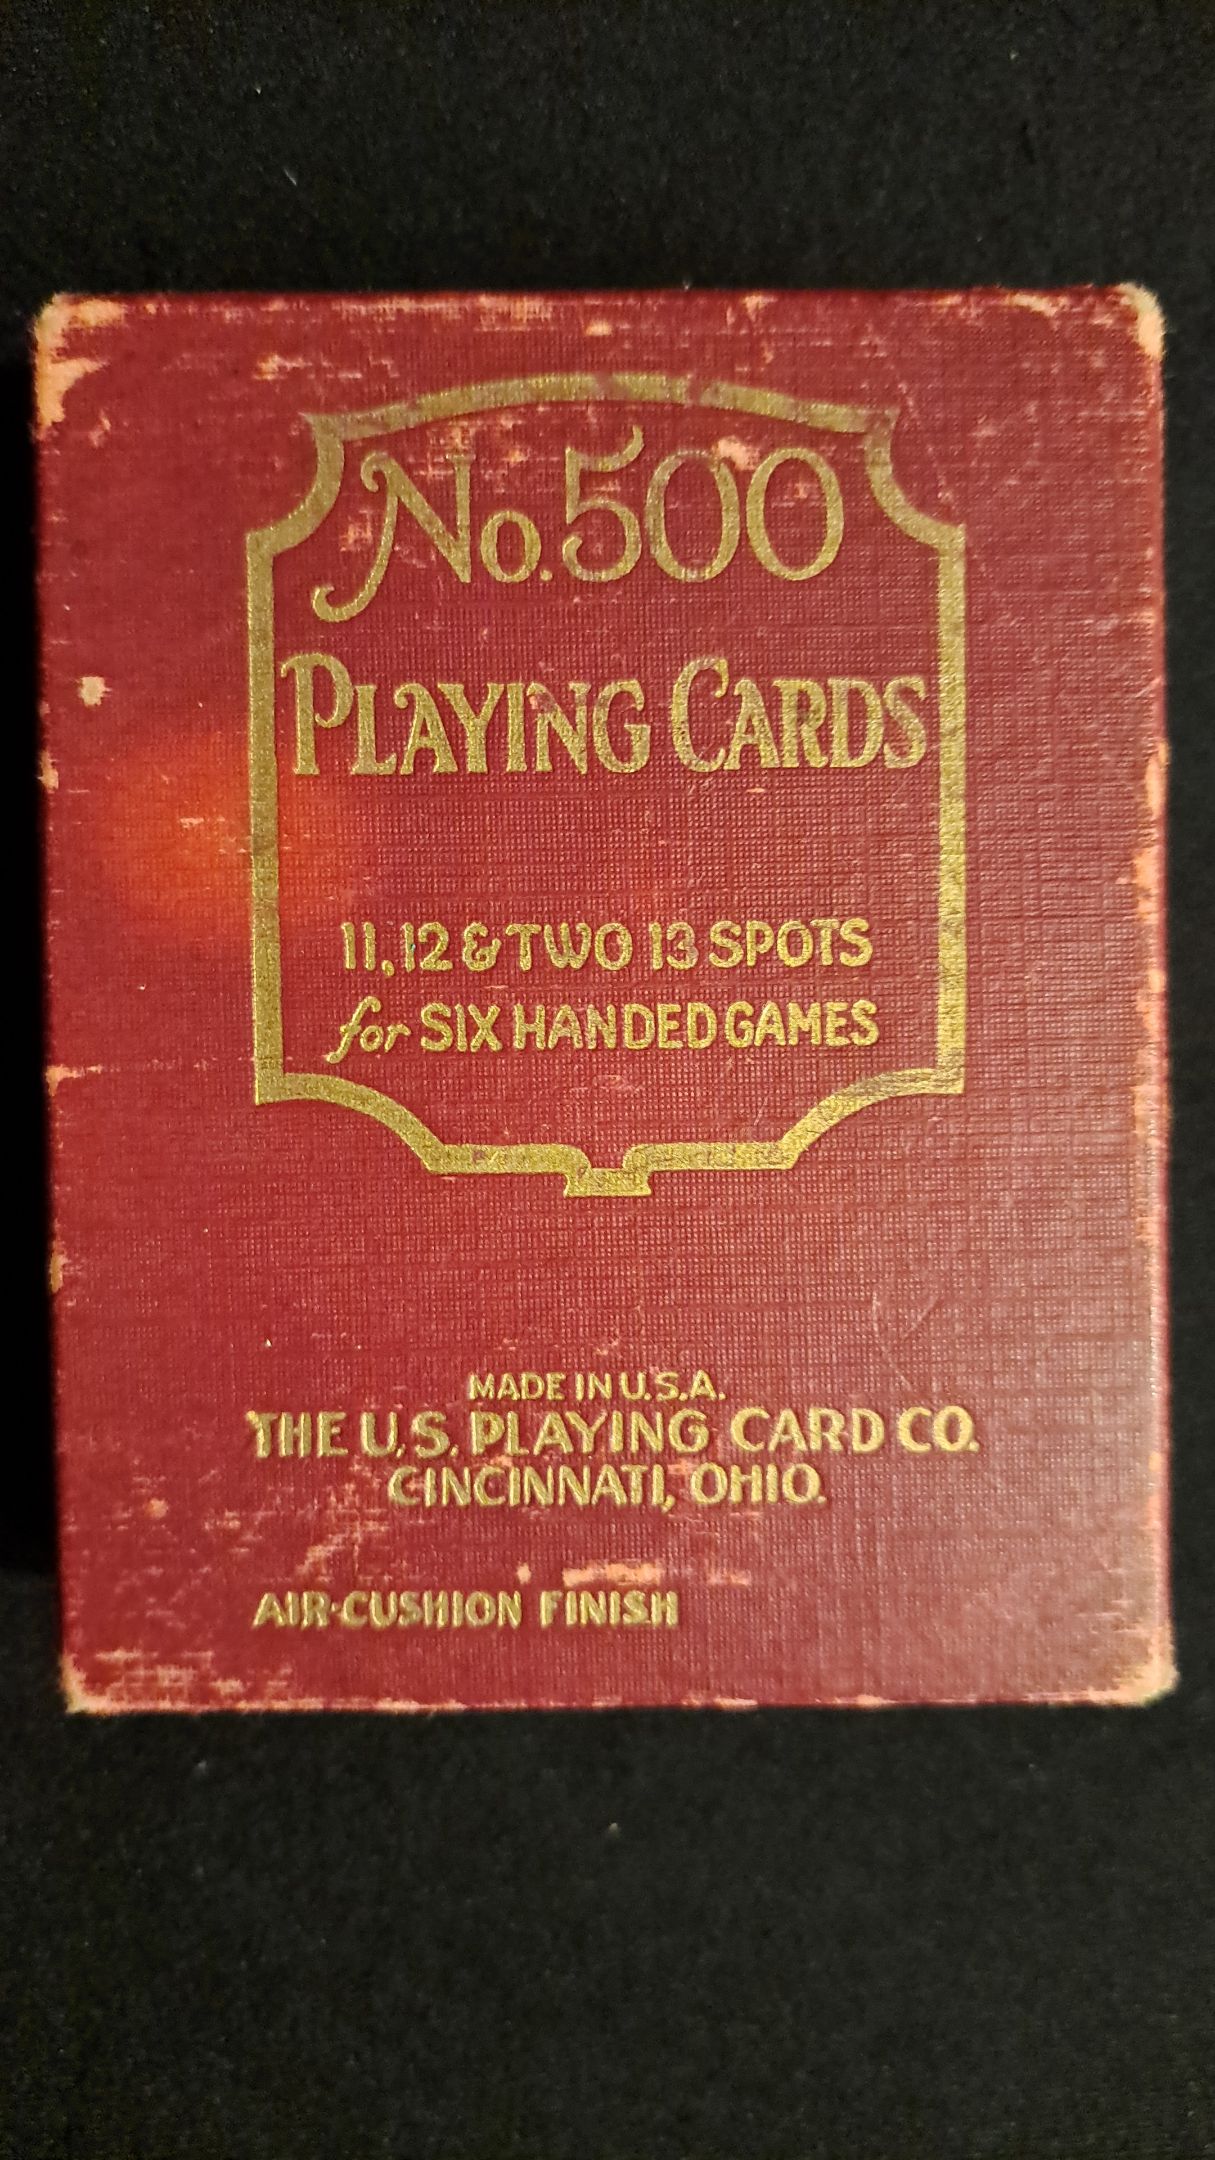 No. 500
PLAYING CARDS
11, 12 & TWO 13 SPOTS
for SIX HANDED GAMES
MADE IN U.S.A.
THE U.S. PLAYING CARD CO.
CINCINNATI, OHIO.
AIR-CUSHION FINISH